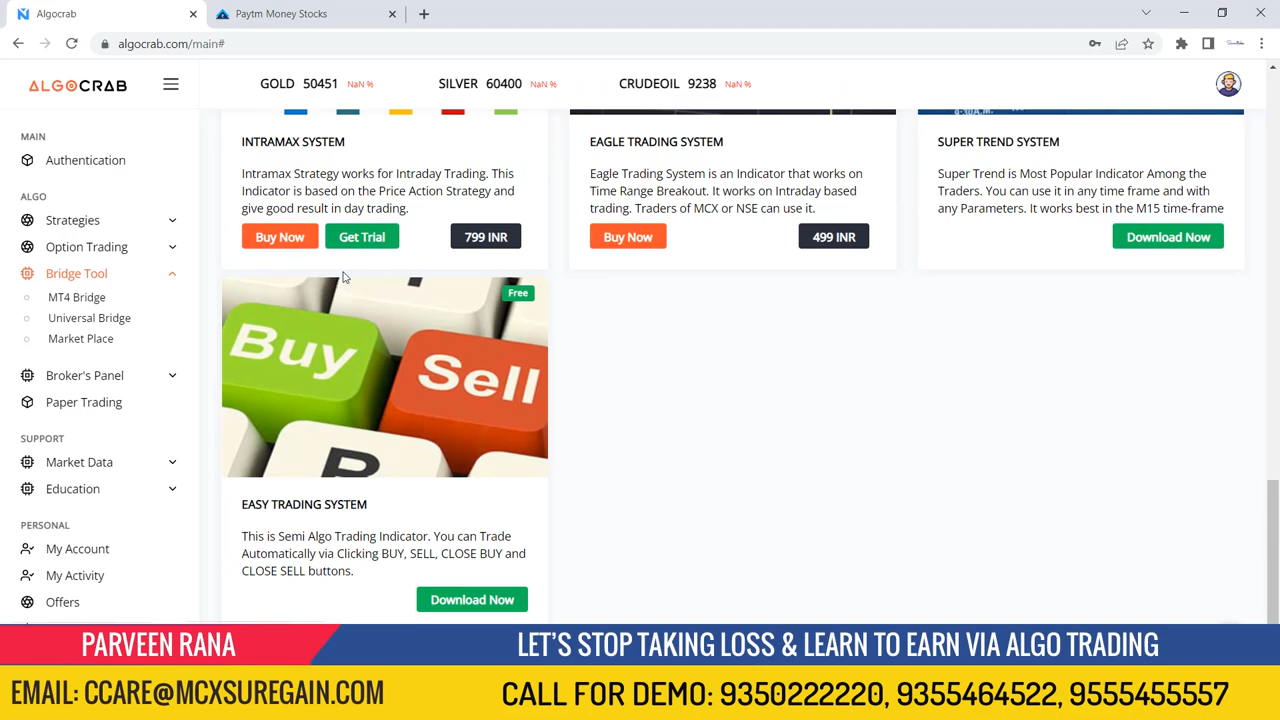 Algocrab
Paytm Money Stocks
algocrab.com/main#
ALGOCRAB
GOLD 50451 NaN %
SILVER 60400 NaN %
CRUDEOIL 9238 NaN %
MAIN
Authentication
ALGO
Strategies
Option Trading
Bridge Tool
MT4 Bridge
Universal Bridge
Market Place
Broker's Panel
Paper Trading
SUPPORT
Market Data
Education
PERSONAL
My Account
My Activity
Offers
INTRAMAX SYSTEM
Intramax Strategy works for Intraday Trading. This
Indicator is based on the Price Action Strategy and
give good result in day trading.
Buy Now
Get Trial
799 INR
EAGLE TRADING SYSTEM
Eagle Trading System is an Indicator that works on
Time Range Breakout. It works on Intraday based
trading. Traders of MCX or NSE can use it.
Buy Now
499 INR
SUPER TREND SYSTEM
Super Trend is Most Popular Indicator Among the
Traders. You can use it in any time frame and with
any Parameters. It works best in the M15 time-frame
Download Now
Free
Buy
Sell
EASY TRADING SYSTEM
This is Semi Algo Trading Indicator. You can Trade
Automatically via Clicking BUY, SELL, CLOSE BUY and
CLOSE SELL buttons.
Download Now
PARVEEN RANA
LET'S STOP TAKING LOSS & LEARN TO EARN VIA ALGO TRADING
EMAIL: CCARE@MCXSUREGAIN.COM
CALL FOR DEMO: 9350222220, 9355464522, 9555455557